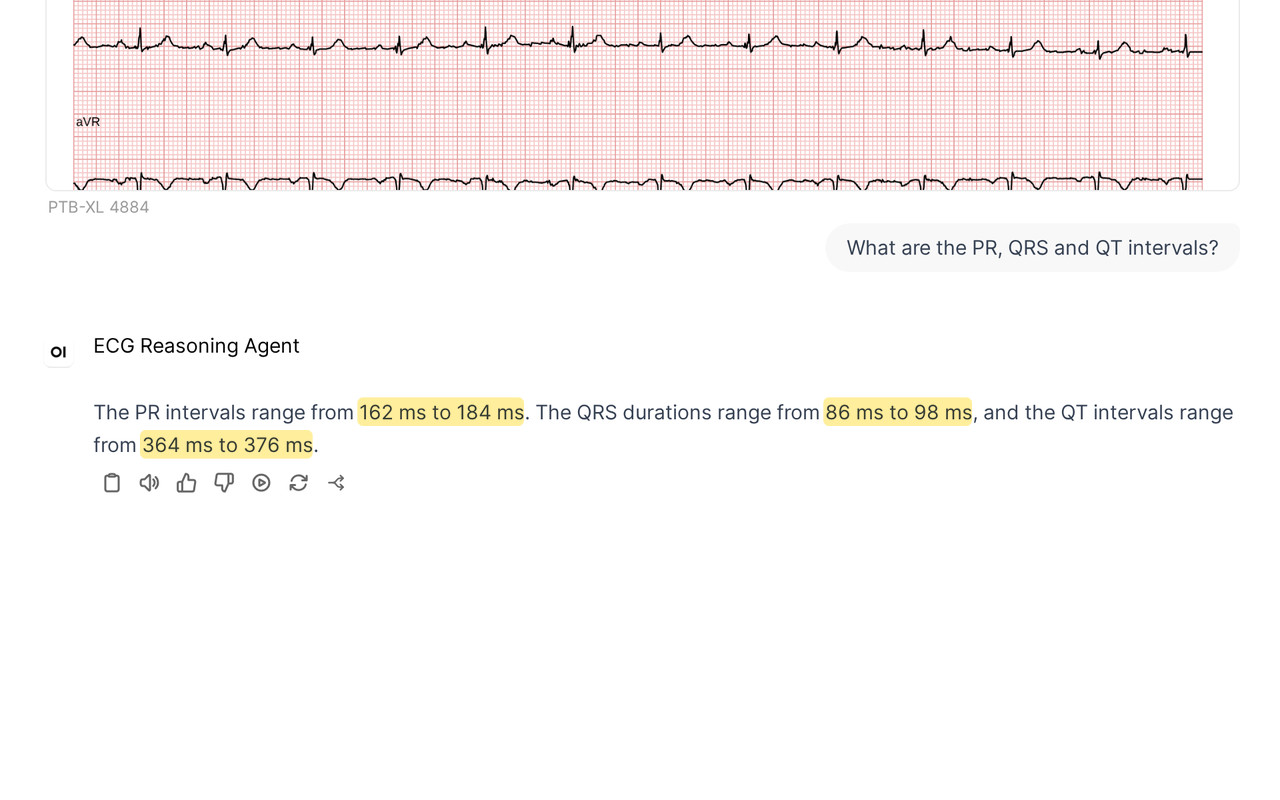 aVR
PTB-XL 4884
What are the PR, QRS and QT intervals?
OI
ECG Reasoning Agent
The PR intervals range from 162 ms to 184 ms. The QRS durations range from 86 ms to 98 ms, and the QT intervals range
from 364 ms to 376 ms.